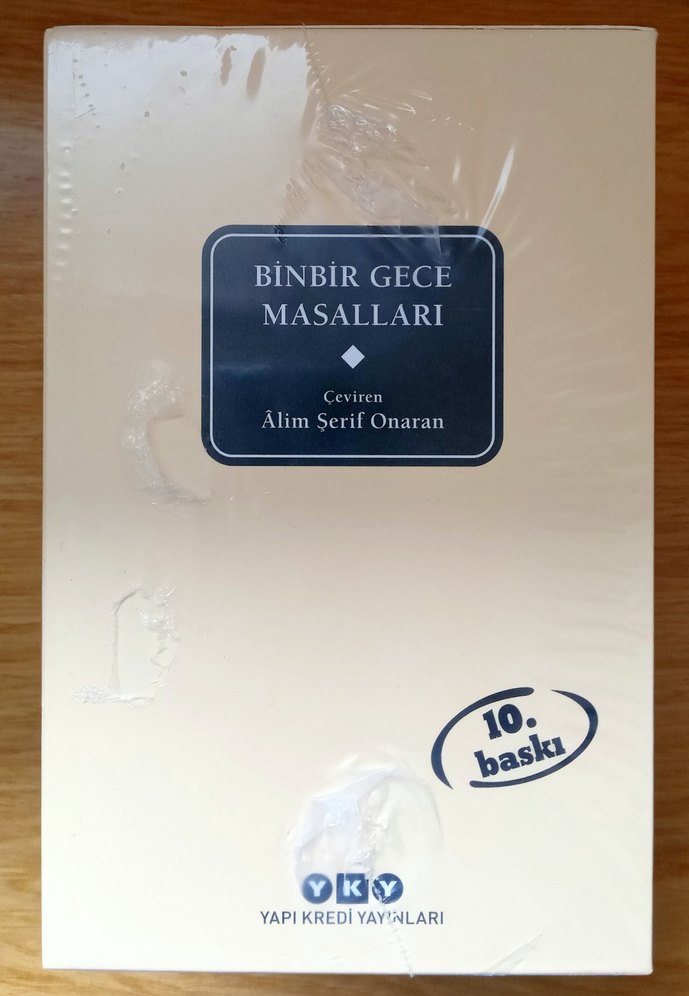 BİNBİR GECE
MASALLARI
Çeviren
Âlim Şerif Onaran
10.
baskı
YKY
YAPI KREDİ YAYINLARI